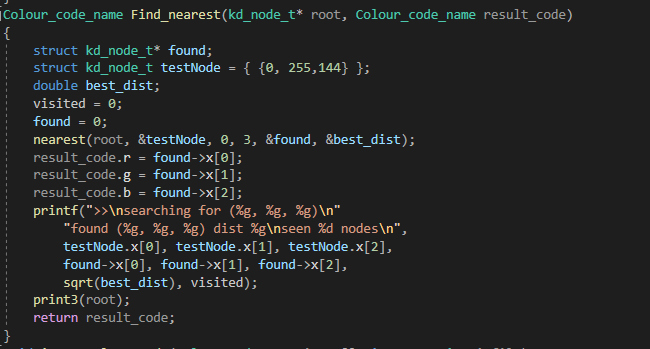 Colour_code_name Find_nearest(kd_node_t* root, Colour_code_name result_code)
{
    struct kd_node_t* found;
    struct kd_node_t testNode = { {0, 255,144} };
    double best_dist;
    visited = 0;
    found = 0;
    nearest(root, &testNode, 0, 3, &found, &best_dist);
    result_code.r = found->x[0];
    result_code.g = found->x[1];
    result_code.b = found->x[2];
    printf(">>\nsearching for (%g, %g, %g)\n"
        "found (%g, %g, %g) dist %g\nseen %d nodes\n",
        testNode.x[0], testNode.x[1], testNode.x[2],
        found->x[0], found->x[1], found->x[2],
        sqrt(best_dist), visited);
    print3(root);
    return result_code;
}